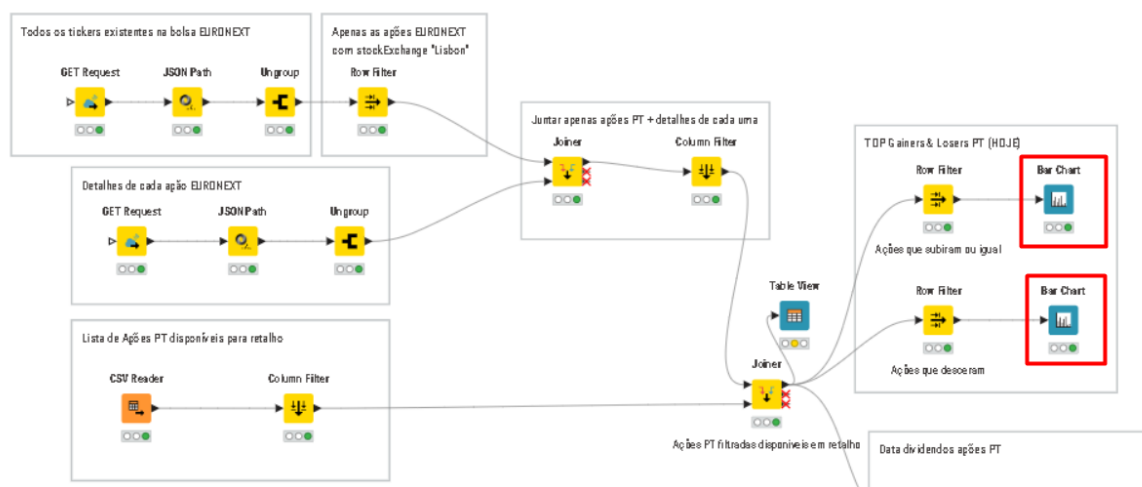 Todos os tickers existentes na bolsa EURONEXT
GET Request
JSON Path
Ungroup
Apenas as ações EURONEXT
com stockExchange "Lisbon"
Row Filter
Juntar apenas ações PT + detalhes de cada uma
Joiner
Column Filter
Detalhes de cada ação EURONEXT
GET Request
JSON Path
Ungroup
TOP Gainers & Losers PT (HOJE)
Row Filter
Bar Chart
Ações que subiram ou igual
Row Filter
Bar Chart
Ações que desceram
Table View
Lista de Ações PT disponíveis para retalho
CSV Reader
Column Filter
Joiner
Ações PT filtradas disponiveis em retalho
Data dividendos ações PT